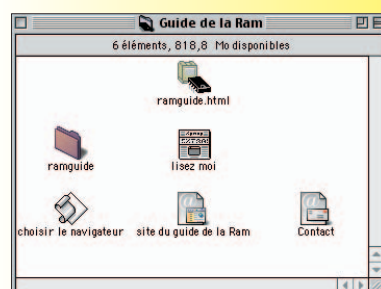 Guide de la Ram
6 éléments, 818,8 Mo disponibles
ramguide.html
ramguide
lisez moi
choisir le navigateur
site du guide de la Ram
Contact